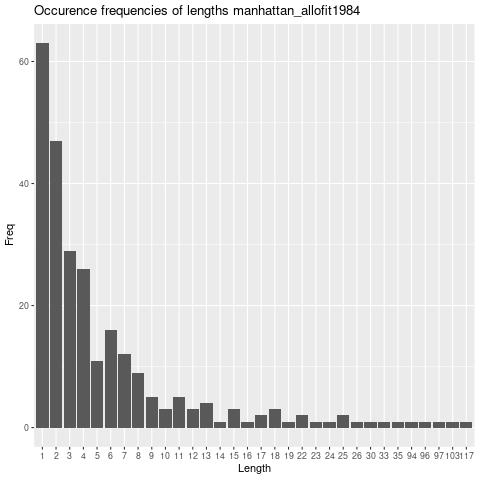 Occurence frequencies of lengths manhattan_allofit1984
60
40
20
0
Freq
1 2 3 4 5 6 7 8 9 10 11 12 13 14 15 16 17 18 19 22 23 24 25 26 30 33 35 94 96 97 103 117
Length